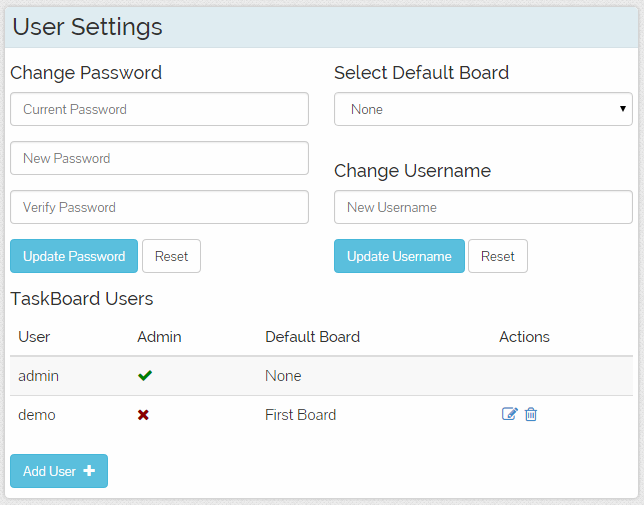 User Settings
Change Password
Current Password
New Password
Verify Password
Update Password Reset
Select Default Board
None
Change Username
New Username
Update Username Reset
TaskBoard Users
User Admin Default Board Actions
admin None
demo First Board
Add User